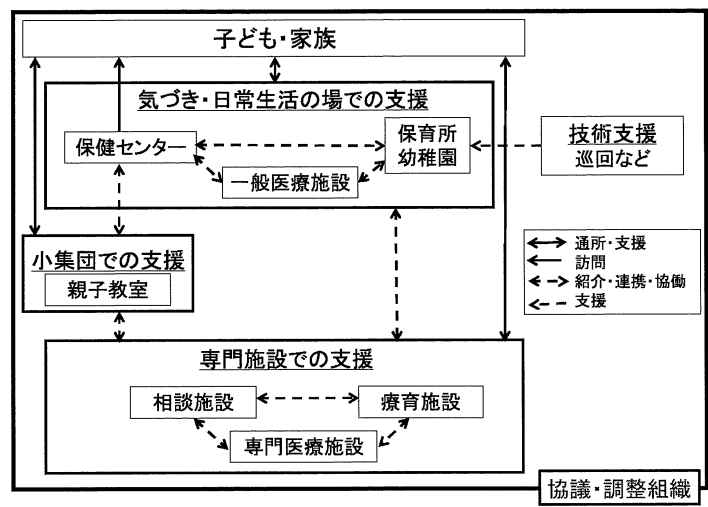 子ども・家族
気づき・日常生活の場での支援
保健センター
保育所
幼稚園
一般医療施設
技術支援
巡回など
通所・支援
訪問
紹介・連携・協働
支援
小集団での支援
親子教室
専門施設での支援
相談施設
療育施設
専門医療施設
協議・調整組織